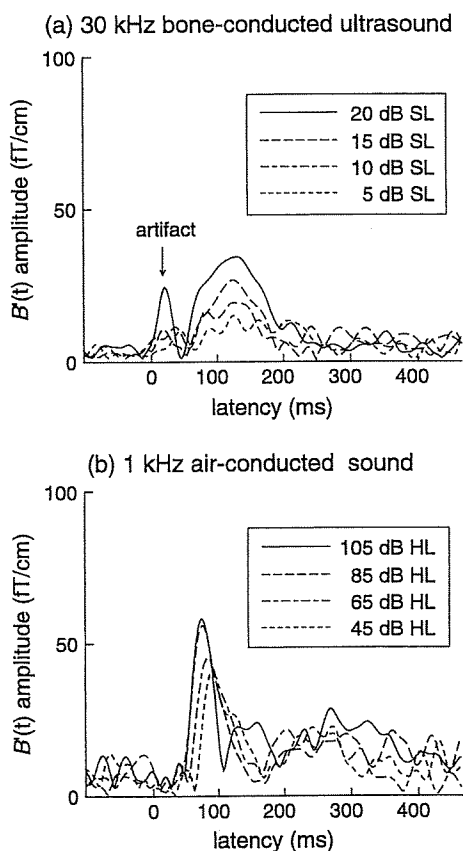 (a) 30 kHz bone-conducted ultrasound
100
20 dB SL
15 dB SL
10 dB SL
5 dB SL
50
artifact
0
B'(t) amplitude (fT/cm)
0 100 200 300 400
latency (ms)
(b) 1 kHz air-conducted sound
100
105 dB HL
85 dB HL
65 dB HL
45 dB HL
50
0
B'(t) amplitude (fT/cm)
0 100 200 300 400
latency (ms)